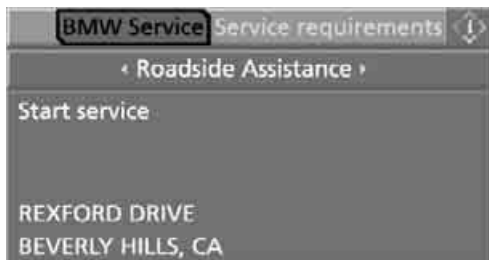 BMW Service Service requirements
Roadside Assistance
Start service
REXFORD DRIVE
BEVERLY HILLS, CA